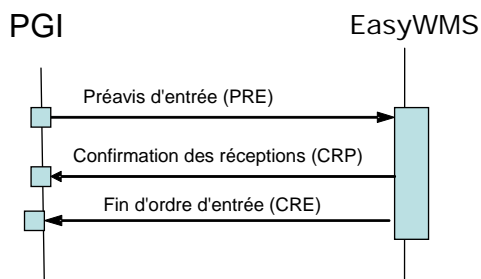 PGI
EasyWMS
Préavis d'entrée (PRE)
Confirmation des réceptions (CRP)
Fin d'ordre d'entrée (CRE)